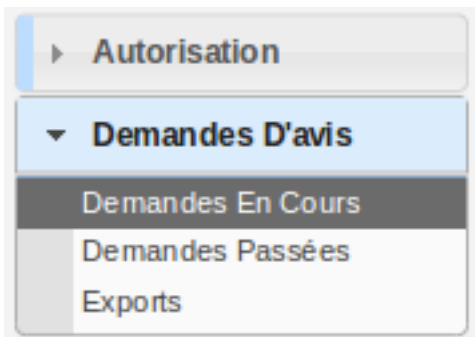 Autorisation
Demandes D'avis
Demandes En Cours
Demandes Passées
Exports